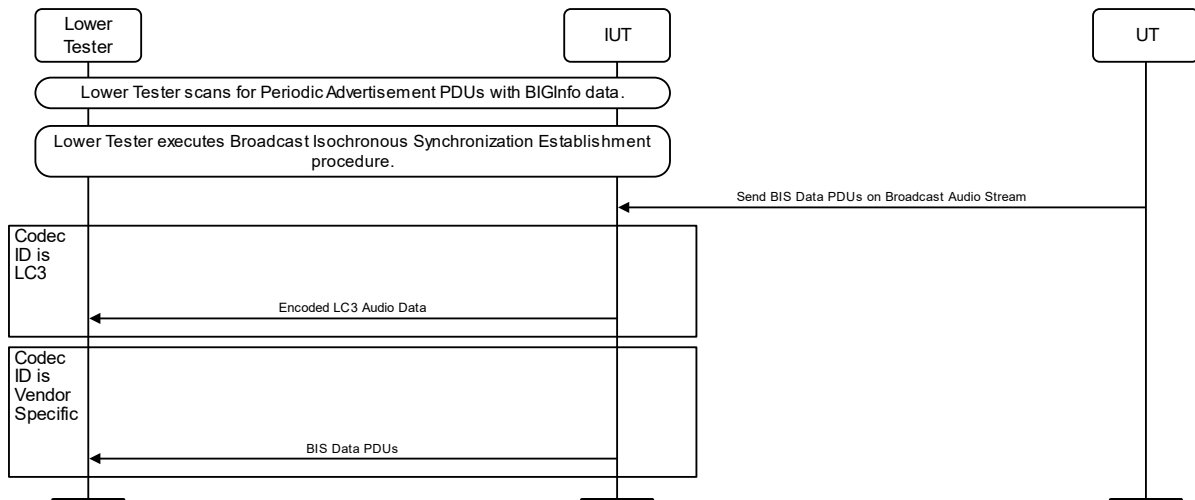 Lower
Tester
IUT
UT
Lower Tester scans for Periodic Advertisement PDUs with BIGInfo data.
Lower Tester executes Broadcast Isochronous Synchronization Establishment
procedure.
Send BIS Data PDUs on Broadcast Audio Stream
Codec
ID is
LC3
Encoded LC3 Audio Data
Codec
ID is
Vendor
Specific
BIS Data PDUs